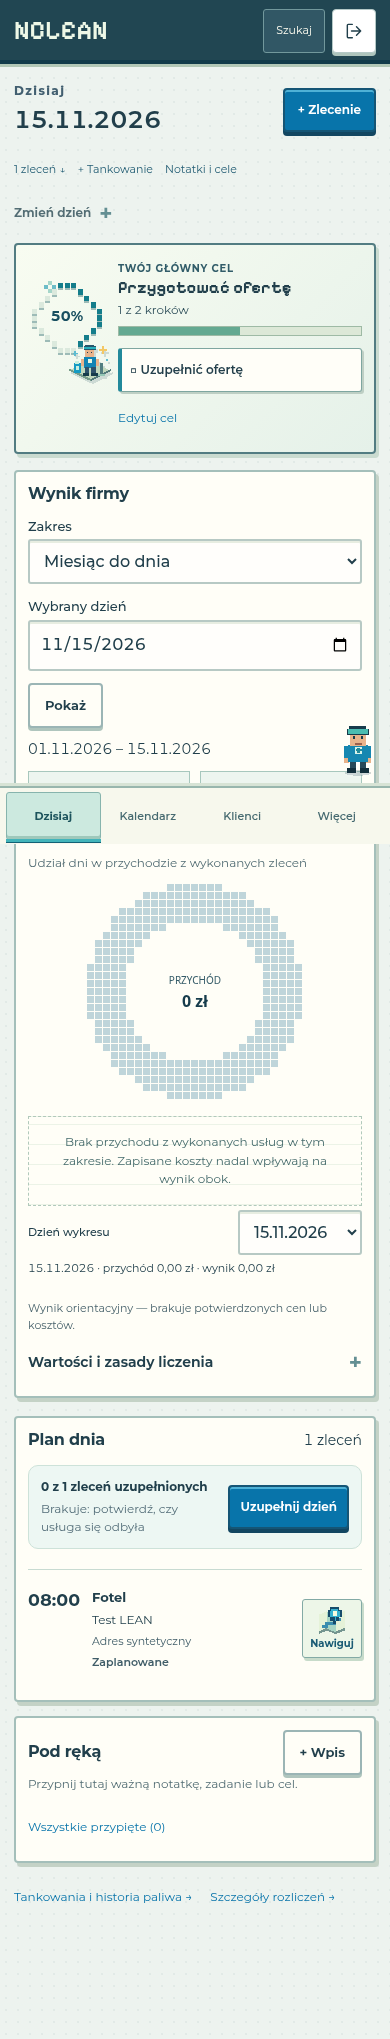 NOLEAN
Szukaj
Dzisiaj
15.11.2026
+ Zlecenie
1 zleceń ↓
+ Tankowanie
Notatki i cele
Zmień dzień +
TWÓJ GŁÓWNY CEL
Przygotować ofertę
50%
1 z 2 kroków
Uzupełnić ofertę
Edytuj cel
Wynik firmy
Zakres
Miesiąc do dnia
Wybrany dzień
11/15/2026
Pokaż
01.11.2026 – 15.11.2026
G
Dzisiaj
Kalendarz
Klienci
Więcej
Udział dni w przychodzie z wykonanych zleceń
PRZYCHÓD
0 zł
Brak przychodu z wykonanych usług w tym
zakresie. Zapisane koszty nadal wpływają na
wynik obok.
Dzień wykresu
15.11.2026
15.11.2026 · przychód 0,00 zł · wynik 0,00 zł
Wynik orientacyjny — brakuje potwierdzonych cen lub
kosztów.
Wartości i zasady liczenia +
Plan dnia
1 zleceń
0 z 1 zleceń uzupełnionych
Brakuje: potwierdź, czy
usługa się odbyła
Uzupełnij dzień
08:00
Fotel
Test LEAN
Adres syntetyczny
Zaplanowane
Nawiguj
Pod ręką
+ Wpis
Przypnij tutaj ważną notatkę, zadanie lub cel.
Wszystkie przypięte (0)
Tankowania i historia paliwa →
Szczegóły rozliczeń →